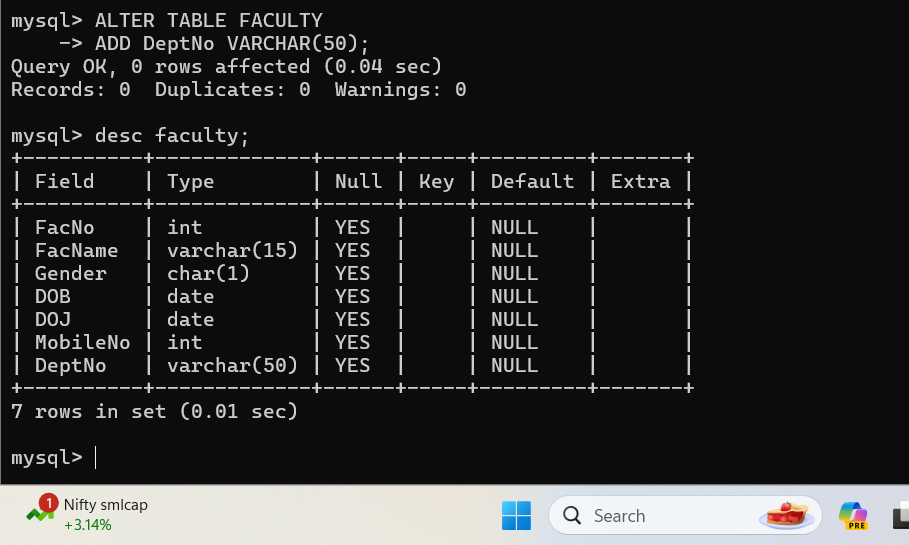 mysql> ALTER TABLE FACULTY
    -> ADD DeptNo VARCHAR(50);
Query OK, 0 rows affected (0.04 sec)
Records: 0  Duplicates: 0  Warnings: 0
mysql> desc faculty;
+----------+-------------+------+-----+---------+-------+
| Field    | Type        | Null | Key | Default | Extra |
+----------+-------------+------+-----+---------+-------+
| FacNo    | int         | YES  |     | NULL    |       |
| FacName  | varchar(15) | YES  |     | NULL    |       |
| Gender   | char(1)     | YES  |     | NULL    |       |
| DOB      | date        | YES  |     | NULL    |       |
| DOJ      | date        | YES  |     | NULL    |       |
| MobileNo | int         | YES  |     | NULL    |       |
| DeptNo   | varchar(50) | YES  |     | NULL    |       |
+----------+-------------+------+-----+---------+-------+
7 rows in set (0.01 sec)
mysql>
1
Nifty smlcap
+3.14%
Search
PRE